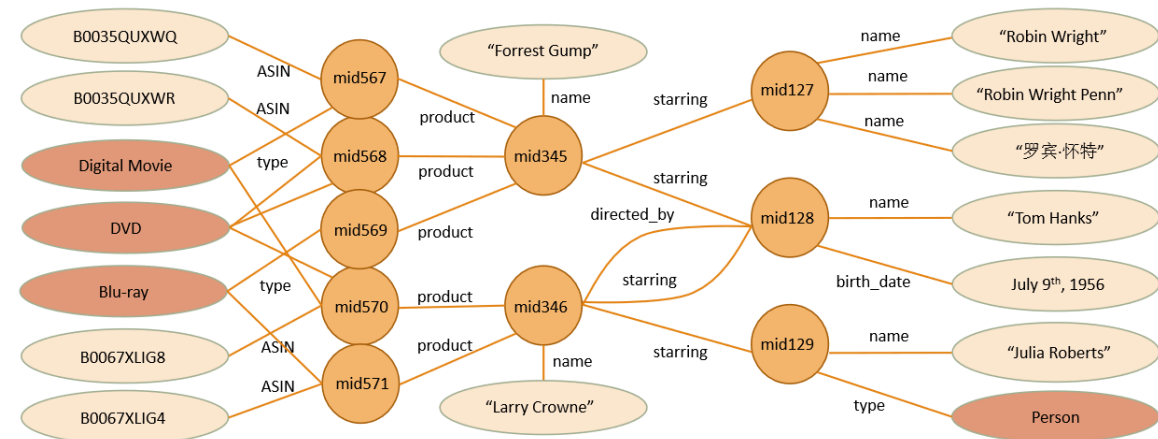 B0035QUXWQ
B0035QUXWR
Digital Movie
DVD
Blu-ray
B0067XLIG8
B0067XLIG4
ASIN
ASIN
type
type
ASIN
ASIN
mid567
mid568
mid569
mid570
mid571
product
product
product
product
product
“Forrest Gump”
name
mid345
mid346
name
“Larry Crowne”
starring
starring
directed_by
starring
starring
mid127
mid128
mid129
name
name
name
name
birth_date
name
type
“Robin Wright”
“Robin Wright Penn”
“罗宾·怀特”
“Tom Hanks”
July 9th, 1956
“Julia Roberts”
Person